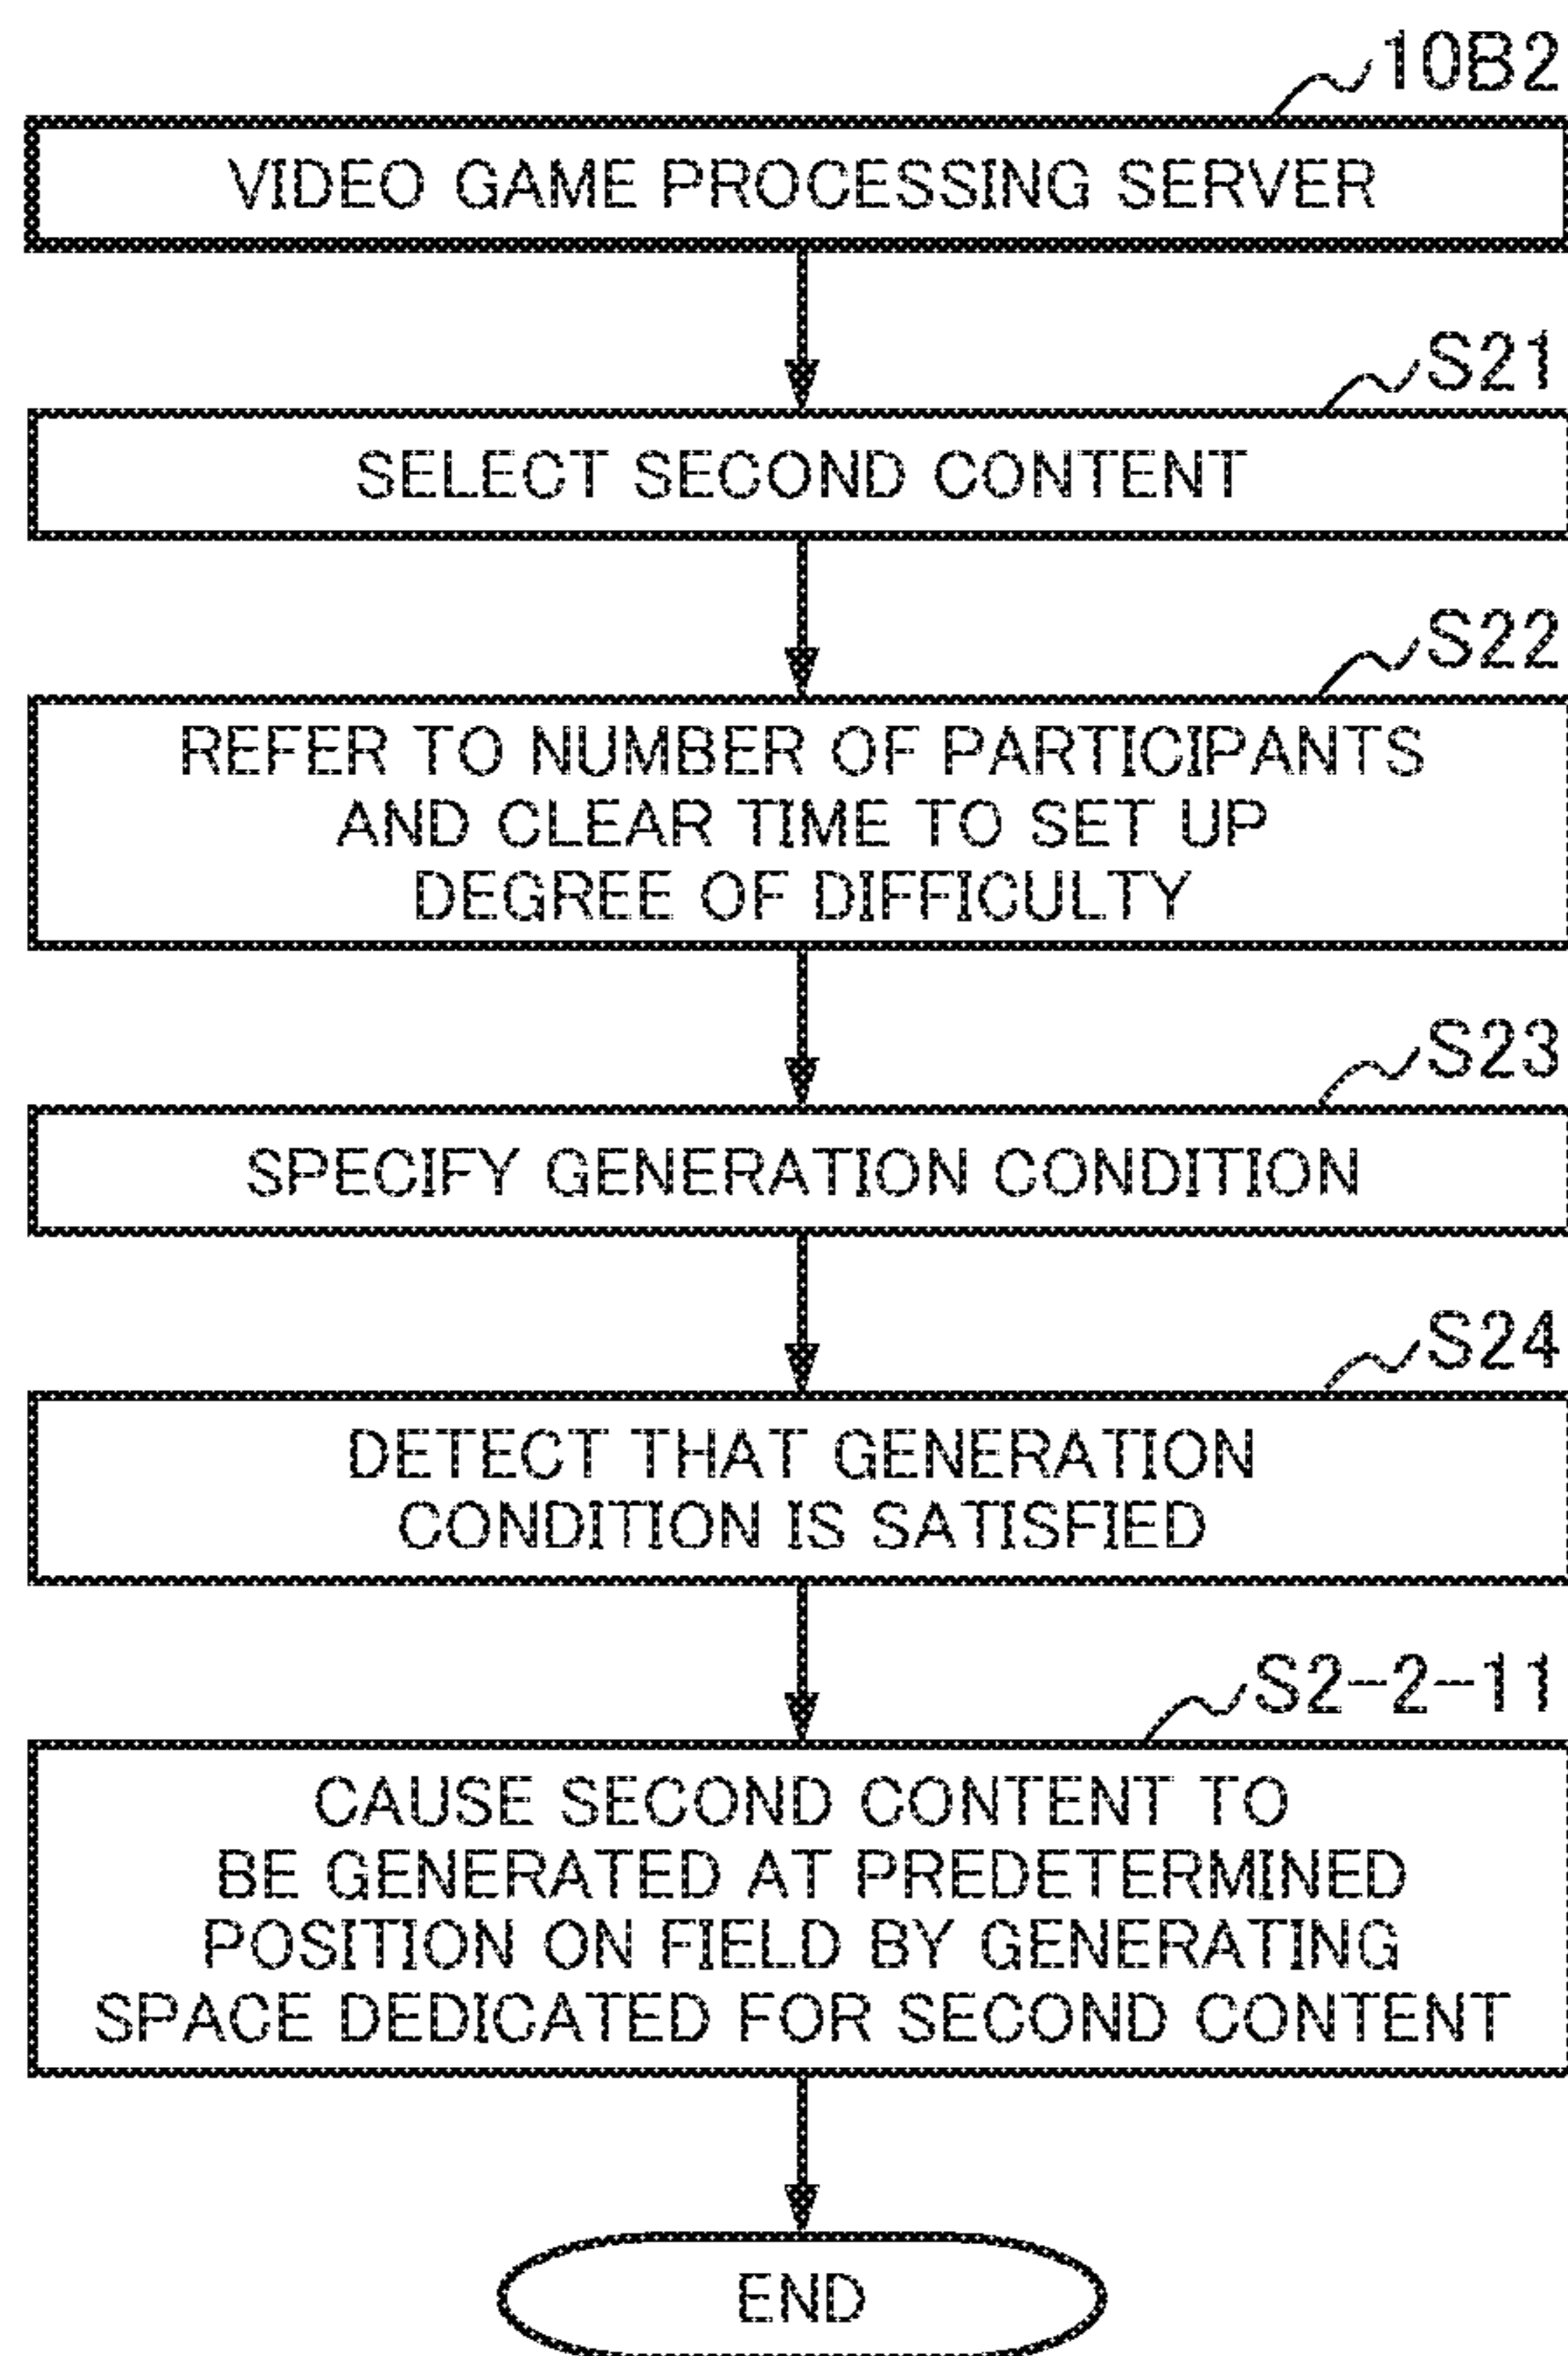 10B2
VIDEO GAME PROCESSING SERVER
S21
SELECT SECOND CONTENT
S22
REFER TO NUMBER OF PARTICIPANTS
AND CLEAR TIME TO SET UP
DEGREE OF DIFFICULTY
S23
SPECIFY GENERATION CONDITION
S24
DETECT THAT GENERATION
CONDITION IS SATISFIED
S2-2-11
CAUSE SECOND CONTENT TO
BE GENERATED AT PREDETERMINED
POSITION ON FIELD BY GENERATING
SPACE DEDICATED FOR SECOND CONTENT
END